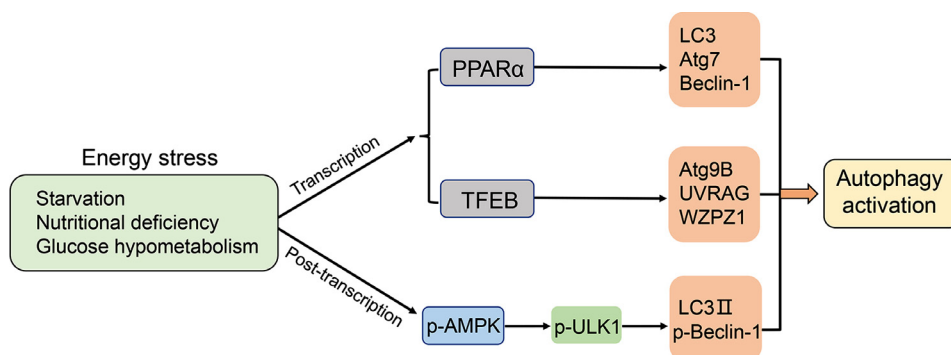 Energy stress
Starvation
Nutritional deficiency
Glucose hypometabolism
Transcription
Post-transcription
PPARα
TFEB
p-AMPK
p-ULK1
LC3
Atg7
Beclin-1
Atg9B
UVRAG
WZPZ1
LC3Ⅱ
p-Beclin-1
Autophagy
activation